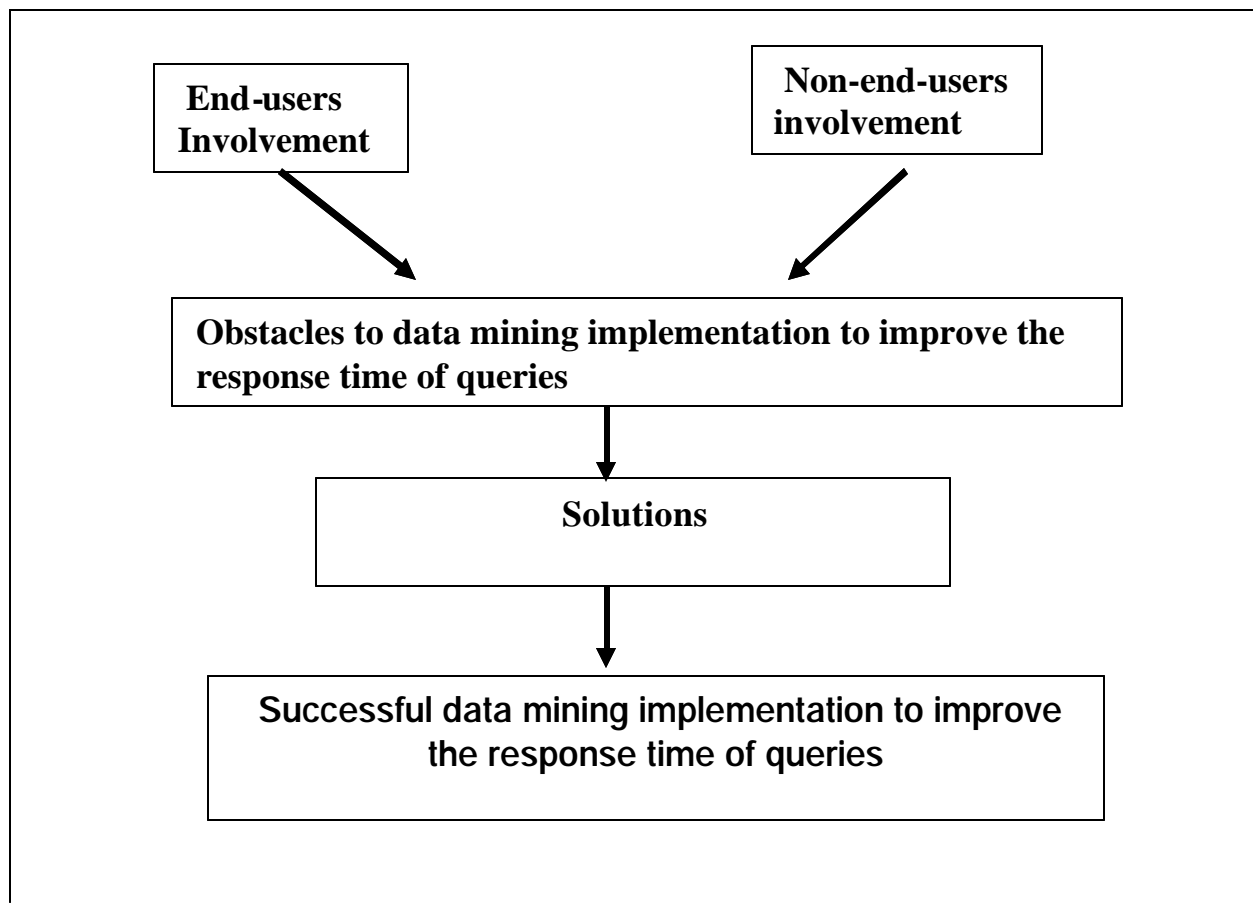 End-users
Involvement
Non-end-users
involvement
Obstacles to data mining implementation to improve the
response time of queries
Solutions
Successful data mining implementation to improve
the response time of queries